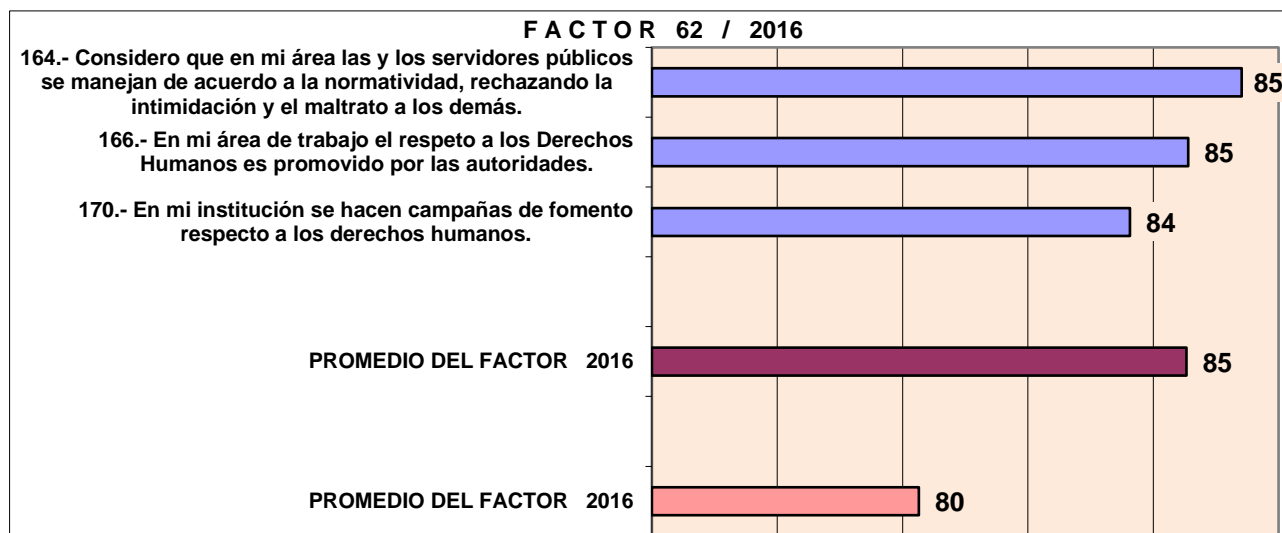 F A C T O R 62 / 2016
164.- Considero que en mi área las y los servidores públicos
se manejan de acuerdo a la normatividad, rechazando la
intimidación y el maltrato a los demás.
85
166.- En mi área de trabajo el respeto a los Derechos
Humanos es promovido por las autoridades.
85
170.- En mi institución se hacen campañas de fomento
respecto a los derechos humanos.
84
PROMEDIO DEL FACTOR 2016
85
PROMEDIO DEL FACTOR 2016
80